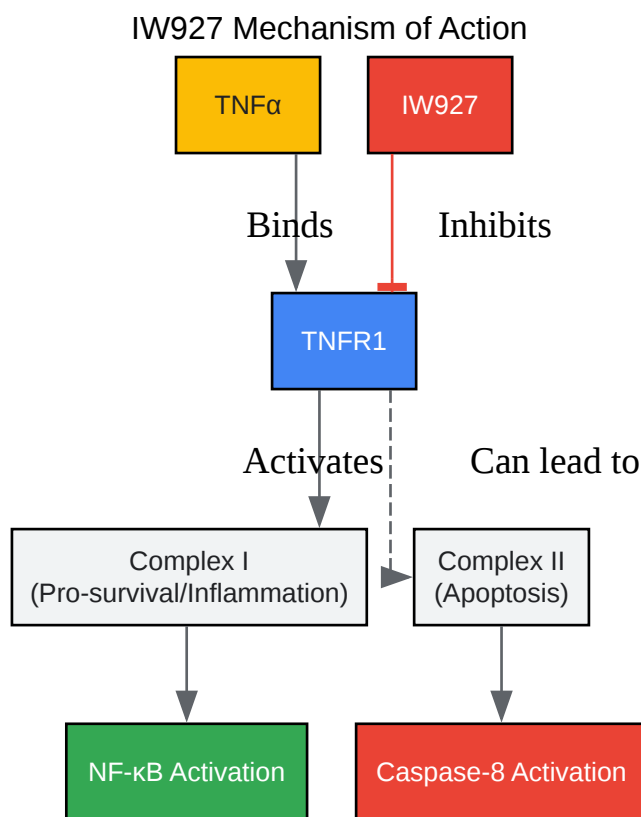 IW927 Mechanism of Action
TNFα
IW927
Binds
Inhibits
TNFR1
Activates
Can lead to
Complex I
(Pro-survival/Inflammation)
Complex II
(Apoptosis)
NF-κB Activation
Caspase-8 Activation